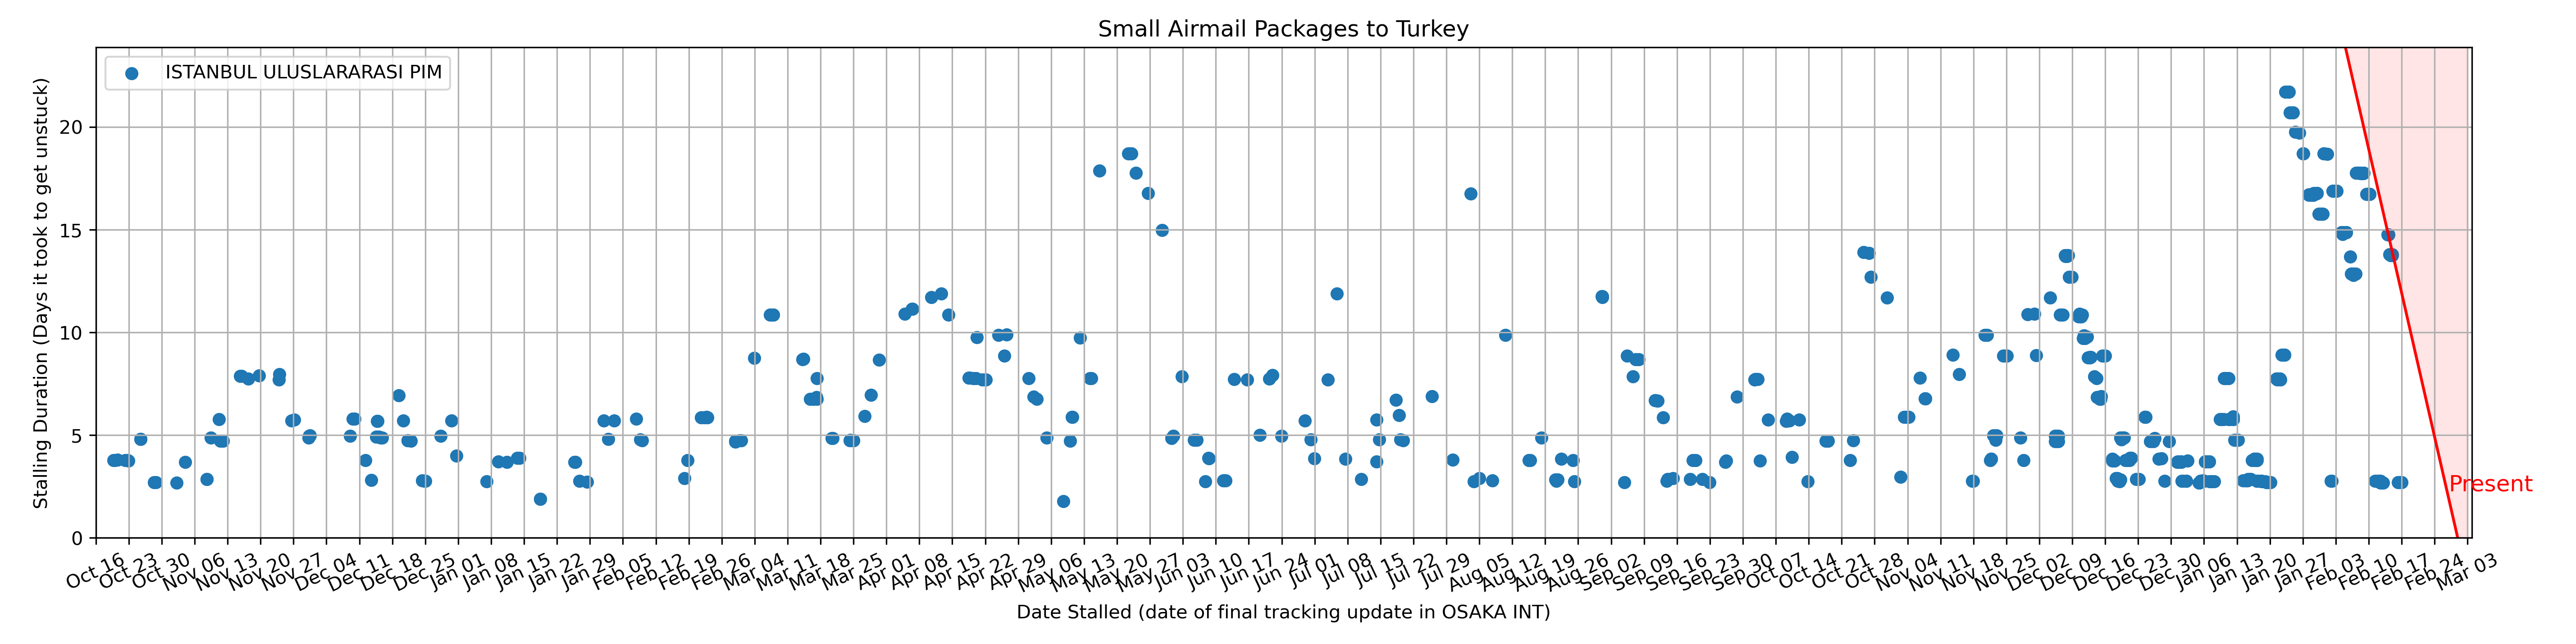 Small Airmail Packages to Turkey
ISTANBUL ULUSLARARASI PIM
Stalling Duration (Days it took to get unstuck)
20
15
10
5
0
Present
Oct 16 Oct 23 Oct 30 Nov 06 Nov 13 Nov 20 Nov 27 Dec 04 Dec 11 Dec 18 Dec 25 Jan 01 Jan 08 Jan 15 Jan 22 Jan 29 Feb 05 Feb 12 Feb 19 Feb 26 Mar 04 Mar 11 Mar 18 Mar 25 Apr 01 Apr 08 Apr 15 Apr 22 Apr 29 May 06 May 13 May 20 May 27 Jun 03 Jun 10 Jun 17 Jun 24 Jul 01 Jul 08 Jul 15 Jul 22 Jul 29 Aug 05 Aug 12 Aug 19 Aug 26 Sep 02 Sep 09 Sep 16 Sep 23 Sep 30 Oct 07 Oct 14 Oct 21 Oct 28 Nov 04 Nov 11 Nov 18 Nov 25 Dec 02 Dec 09 Dec 16 Dec 23 Dec 30 Jan 06 Jan 13 Jan 20 Jan 27 Feb 03 Feb 10 Feb 17 Feb 24 Mar 03
Date Stalled (date of final tracking update in OSAKA INT)